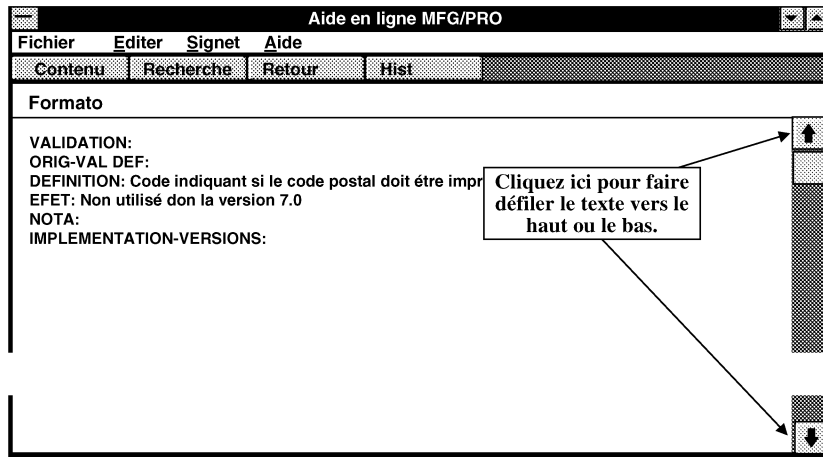 Aide en ligne MFG/PRO
Fichier Editer Signet Aide
Contenu Recherche Retour Hist
Formato
VALIDATION:
ORIG-VAL DEF:
DEFINITION: Code indiquant si le code postal doit étre impr
EFET: Non utilisé don la version 7.0
NOTA:
IMPLEMENTATION-VERSIONS:
Cliquez ici pour faire
défiler le texte vers le
haut ou le bas.